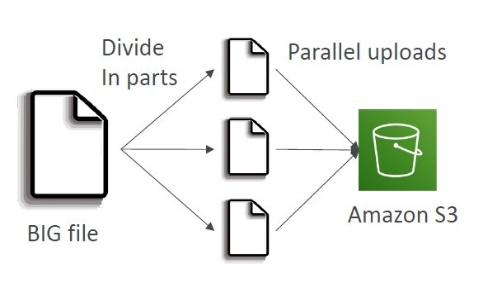 Divide
In parts
Parallel uploads
BIG file
Amazon S3